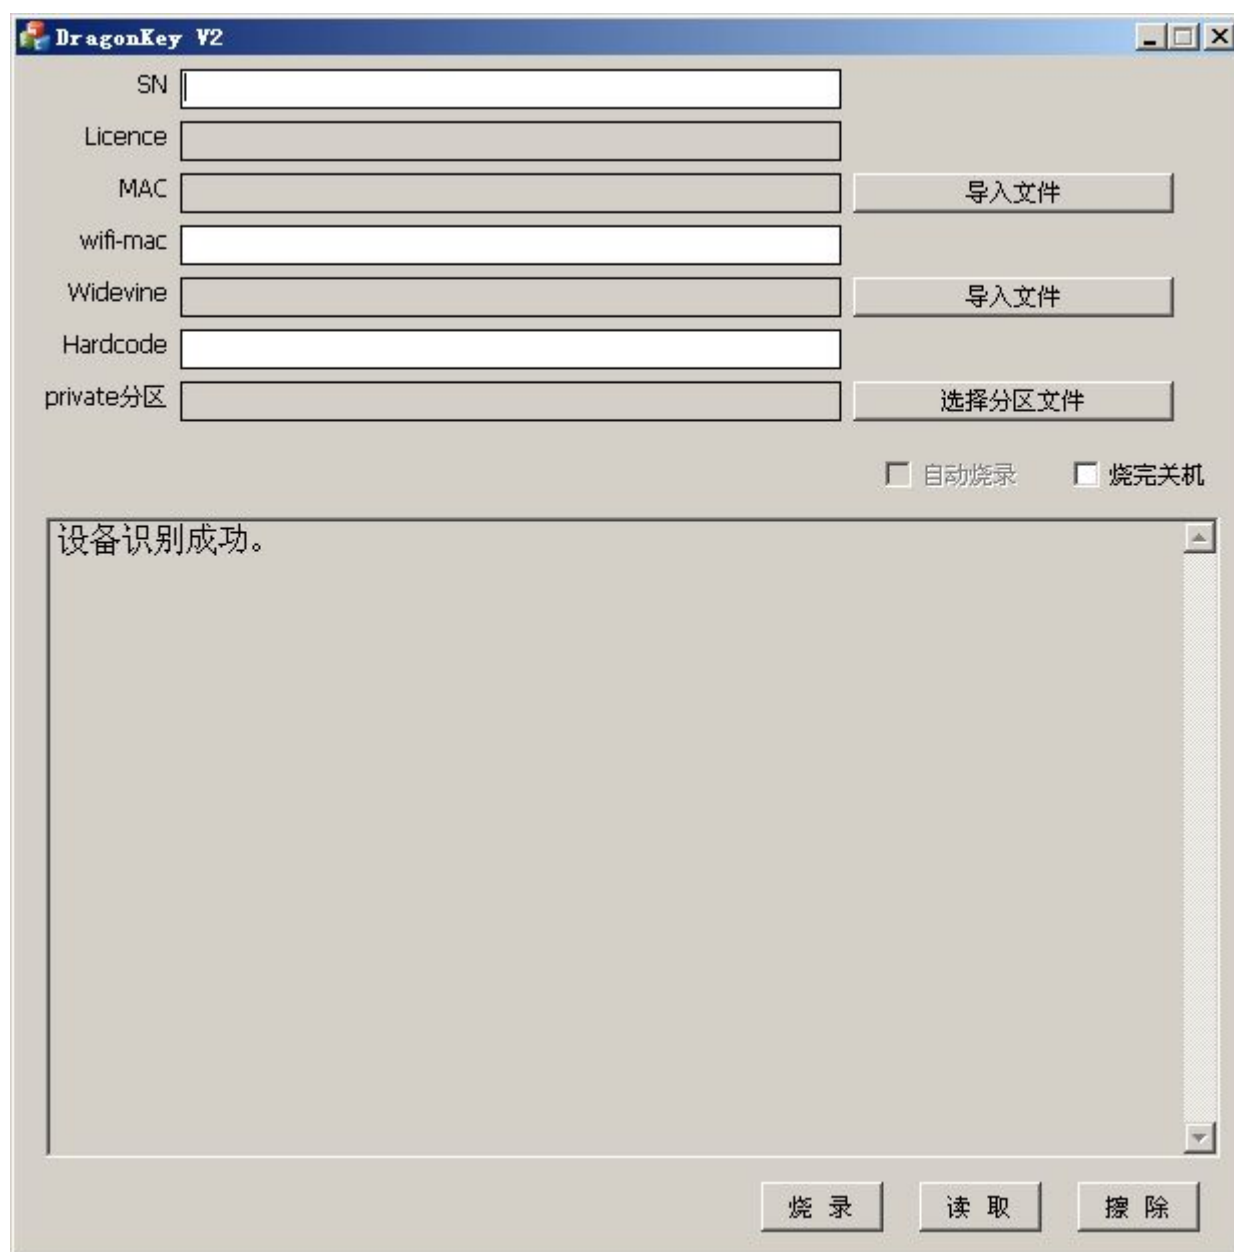 DragonKey V2
SN
Licence
MAC 导入文件
wifi-mac
Widevine 导入文件
Hardcode
private分区 选择分区文件
自动烧录 烧完关机
设备识别成功。
烧 录 读 取 擦 除